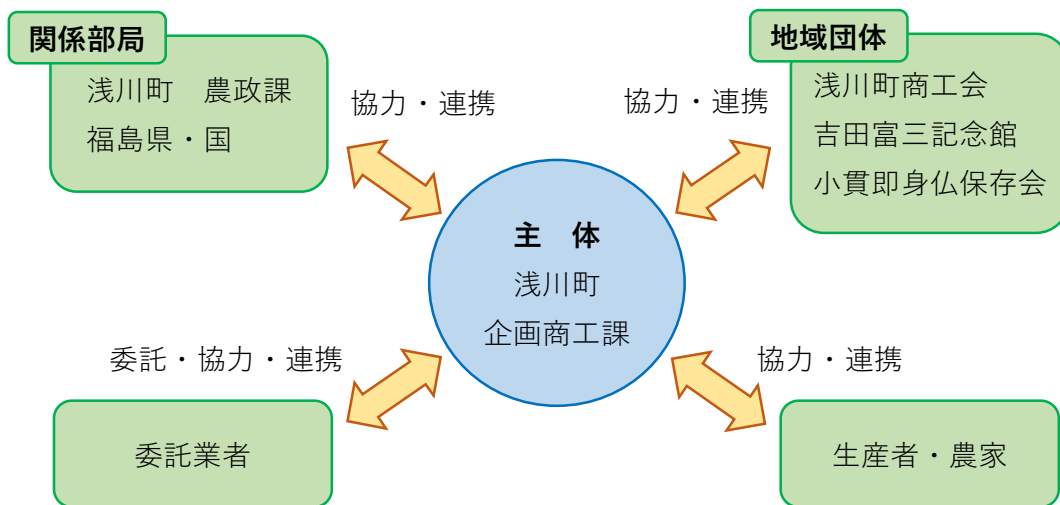 関係部局
浅川町　農政課
福島県・国
協力・連携
協力・連携
地域団体
浅川町商工会
吉田富三記念館
小貫即身仏保存会
主　体
浅川町
企画商工課
委託・協力・連携
委託業者
協力・連携
生産者・農家